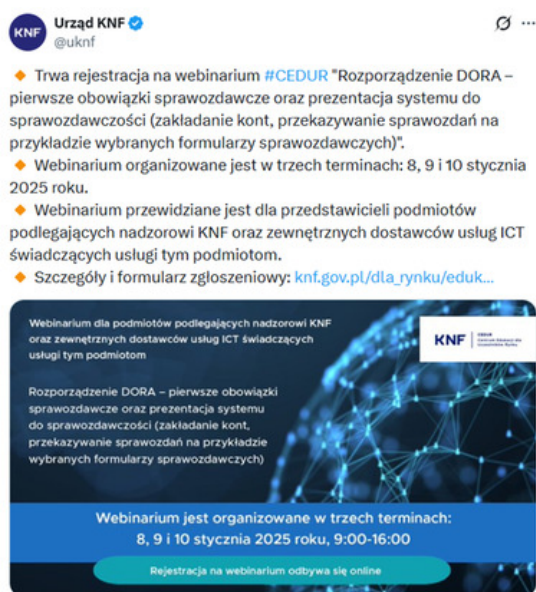 Urząd KNF
@uknf
🔸 Trwa rejestracja na webinarium #CEDUR "Rozporządzenie DORA –
pierwsze obowiązki sprawozdawcze oraz prezentacja systemu do
sprawozdawczości (zakładanie kont, przekazywanie sprawozdań na
przykładzie wybranych formularzy sprawozdawczych)".
🔸 Webinarium organizowane jest w trzech terminach: 8, 9 i 10 stycznia
2025 roku.
🔸 Webinarium przewidziane jest dla przedstawicieli podmiotów
podlegających nadzorowi KNF oraz zewnętrznych dostawców usług ICT
świadczących usługi tym podmiotom.
🔸 Szczegóły i formularz zgłoszeniowy: knf.gov.pl/dla_rynku/eduk...
Webinarium dla podmiotów podlegających nadzorowi KNF
oraz zewnętrznych dostawców usług ICT świadczących
usługi tym podmiotom
KNF
CEDUR
Rozporządzenie DORA – pierwsze obowiązki
sprawozdawcze oraz prezentacja systemu
do sprawozdawczości (zakładanie kont,
przekazywanie sprawozdań na przykładzie
wybranych formularzy sprawozdawczych)
Webinarium jest organizowane w trzech terminach:
8, 9 i 10 stycznia 2025 roku, 9:00-16:00
Rejestracja na webinarium odbywa się online